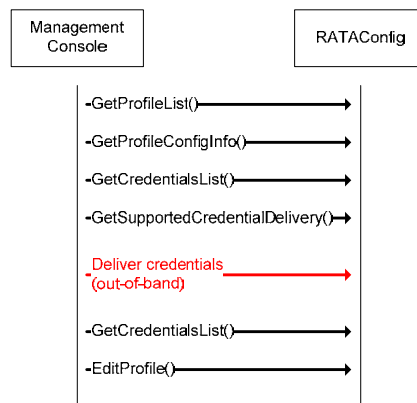 Management
Console
RATAConfig
GetProfileList()
GetProfileConfigInfo()
GetCredentialsList()
GetSupportedCredentialDelivery()
Deliver credentials
(out-of-band)
GetCredentialsList()
EditProfile()